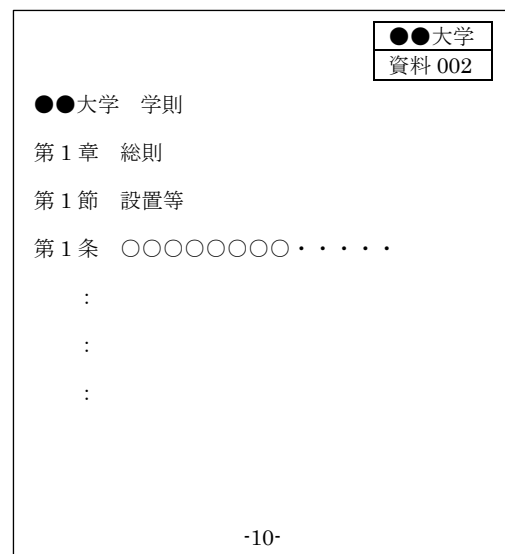 ●●大学
資料 002
●●大学　学則
第 1 章　総則
第 1 節　設置等
第 1 条　○○○○○○○○・・・・・
：
：
：
-10-